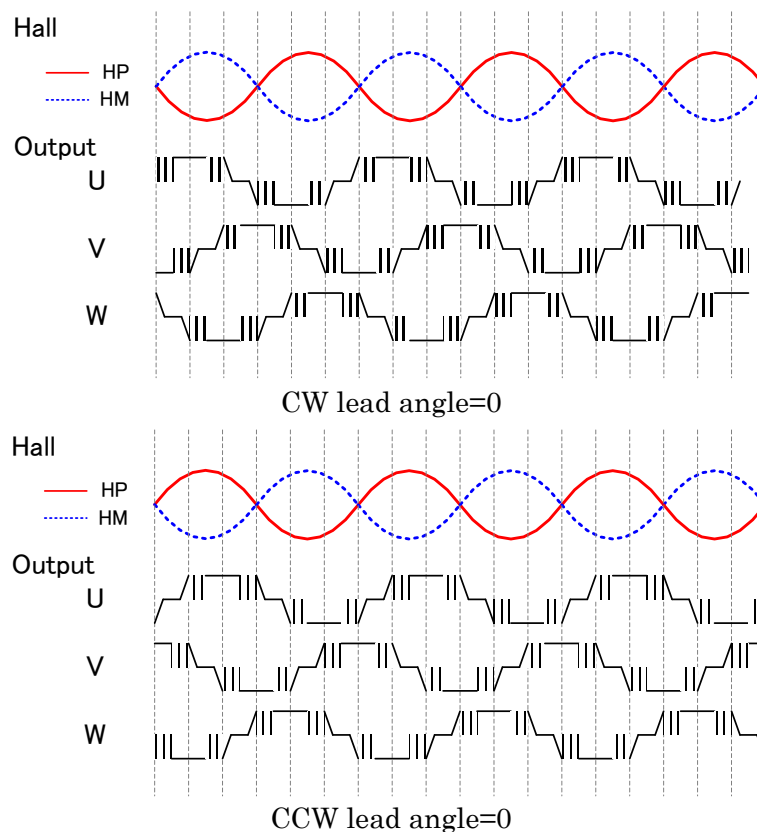 Hall
HP
HM
Output
U
V
W
CW lead angle=0
Hall
HP
HM
Output
U
V
W
CCW lead angle=0